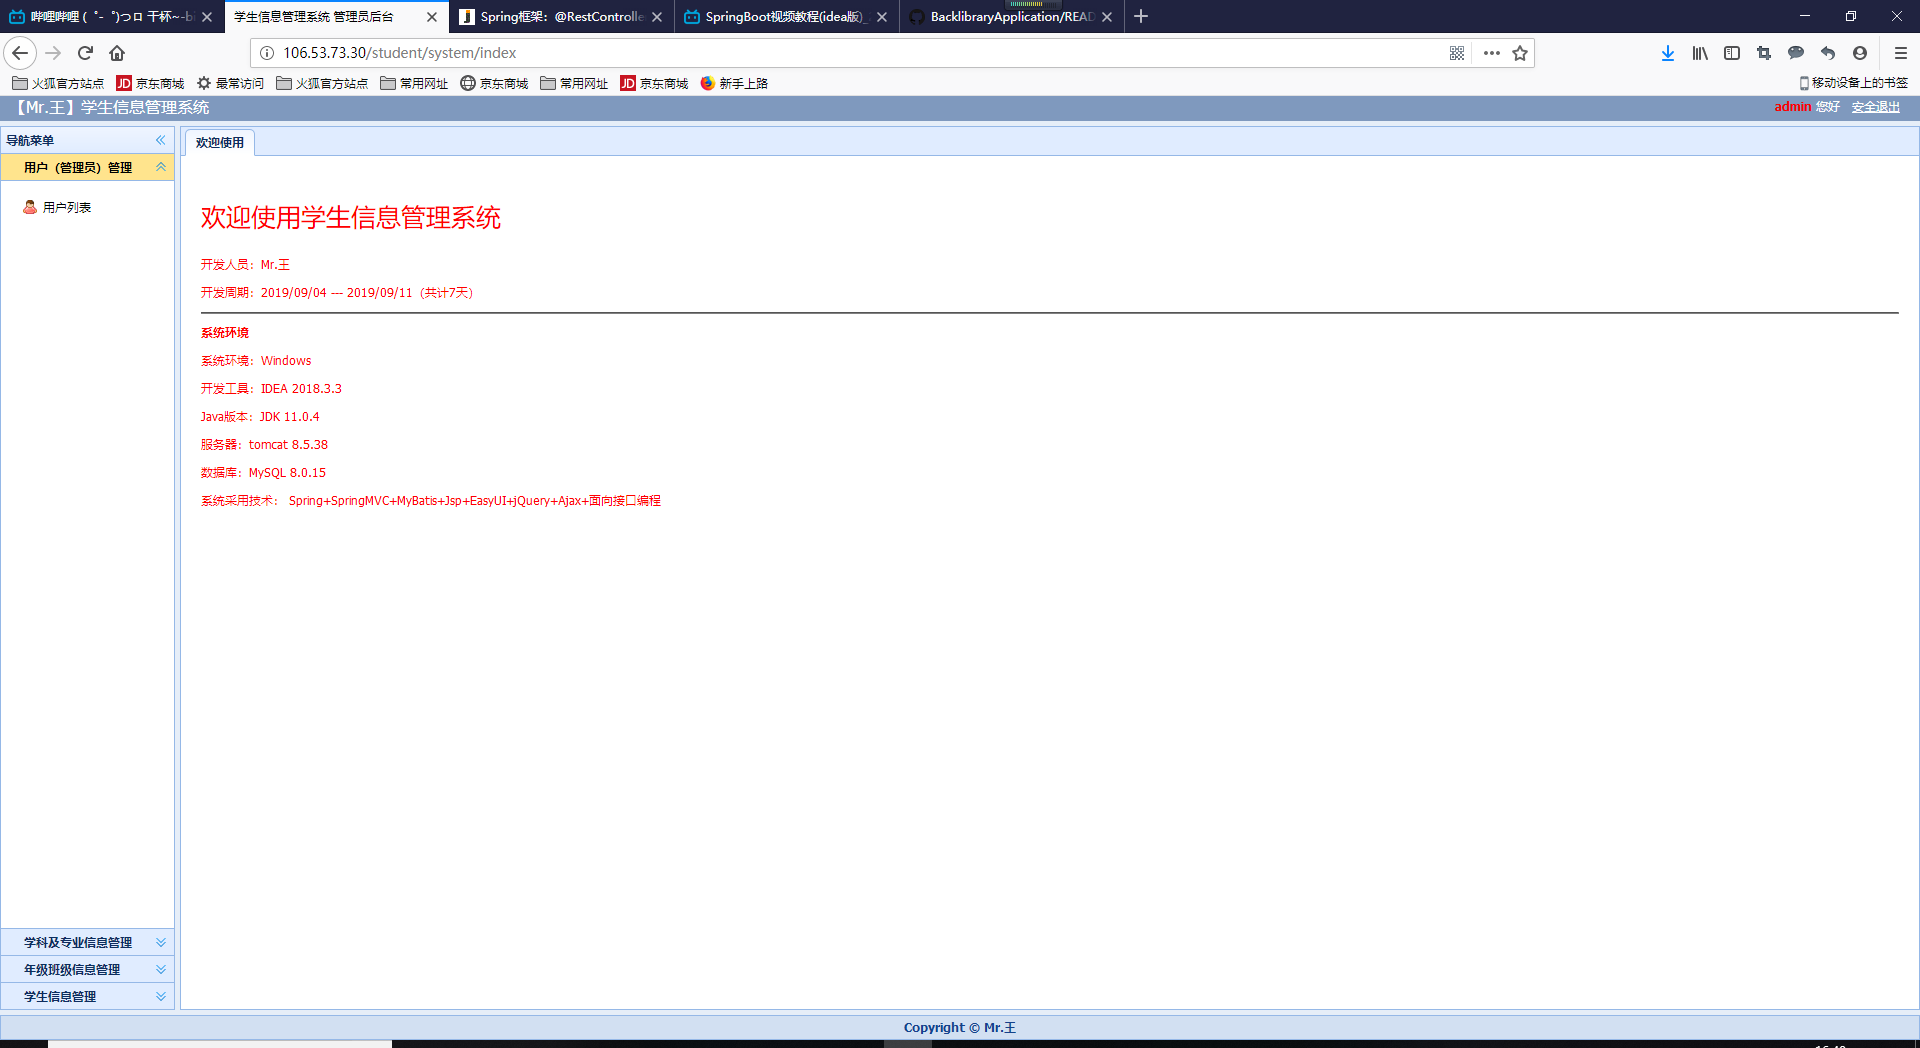 哔哩哔哩 ( ゜- ゜)つロ 干杯~-b
学生信息管理系统 管理员后台
Spring框架：@RestControlle
SpringBoot视频教程(idea版)_
BacklibraryApplication/READ
106.53.73.30/student/system/index
火狐官方站点 JD 京东商城 最常访问 火狐官方站点 常用网址 京东商城 常用网址 JD 京东商城 新手上路
移动设备上的书签
【Mr.王】学生信息管理系统
admin 您好 安全退出
导航菜单
用户（管理员）管理
用户列表
学科及专业信息管理
年级班级信息管理
学生信息管理
欢迎使用
欢迎使用学生信息管理系统
开发人员：Mr.王
开发周期：2019/09/04 --- 2019/09/11（共计7天）
系统环境
系统环境：Windows
开发工具：IDEA 2018.3.3
Java版本：JDK 11.0.4
服务器：tomcat 8.5.38
数据库：MySQL 8.0.15
系统采用技术： Spring+SpringMVC+MyBatis+Jsp+EasyUI+jQuery+Ajax+面向接口编程
Copyright © Mr.王